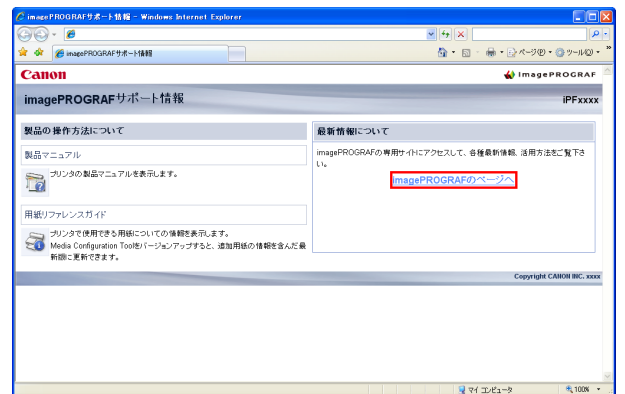 imagePROGRAFサポート情報 - Windows Internet Explorer
imagePROGRAFサポート情報
ページ(P)
ツール(O)
Canon
imagePROGRAF
imagePROGRAFサポート情報
iPFxxxx
製品の操作方法について
製品マニュアル
プリンタの製品マニュアルを表示します。
用紙リファレンスガイド
プリンタで使用できる用紙についての情報を表示します。
Media Configuration Toolをバージョンアップすると、追加用紙の情報を含んだ最
新版に更新できます。
最新情報について
imagePROGRAFの専用サイトにアクセスして、各種最新情報、活用方法をご覧下さ
い。
imagePROGRAFのページへ
Copyright CANON INC. xxxx
マイ コンピュータ
100%